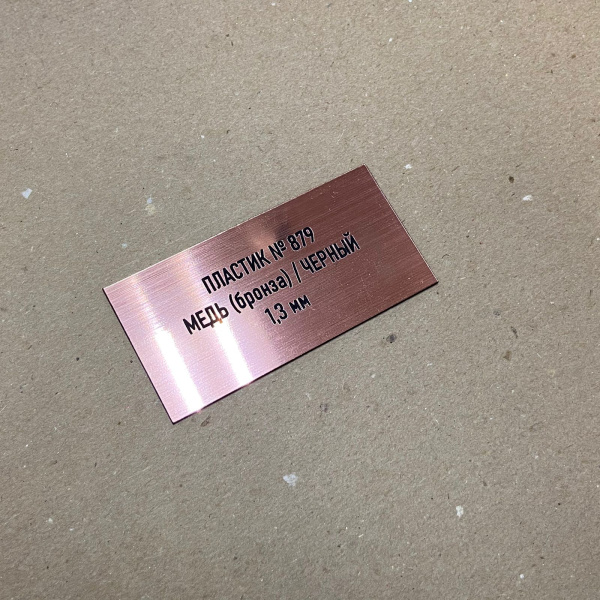 ПЛАСТИК № 879
МЕДЬ (бронза) / ЧЕРНЫЙ
1,3 мм